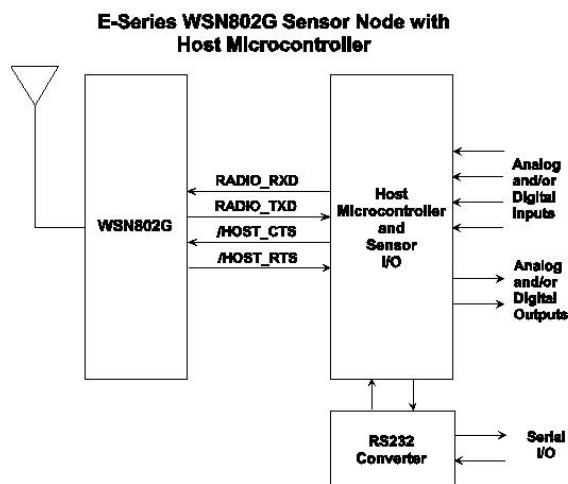 E-Series WSN802G Sensor Node with
Host Microcontroller
WSN802G
RADIO_RXD
RADIO_TXD
/HOST_CTS
/HOST_RTS
Host
Microcontroller
and
Sensor
I/O
Analog
and/or
Digital
Inputs
Analog
and/or
Digital
Outputs
RS232
Converter
Serial
I/O